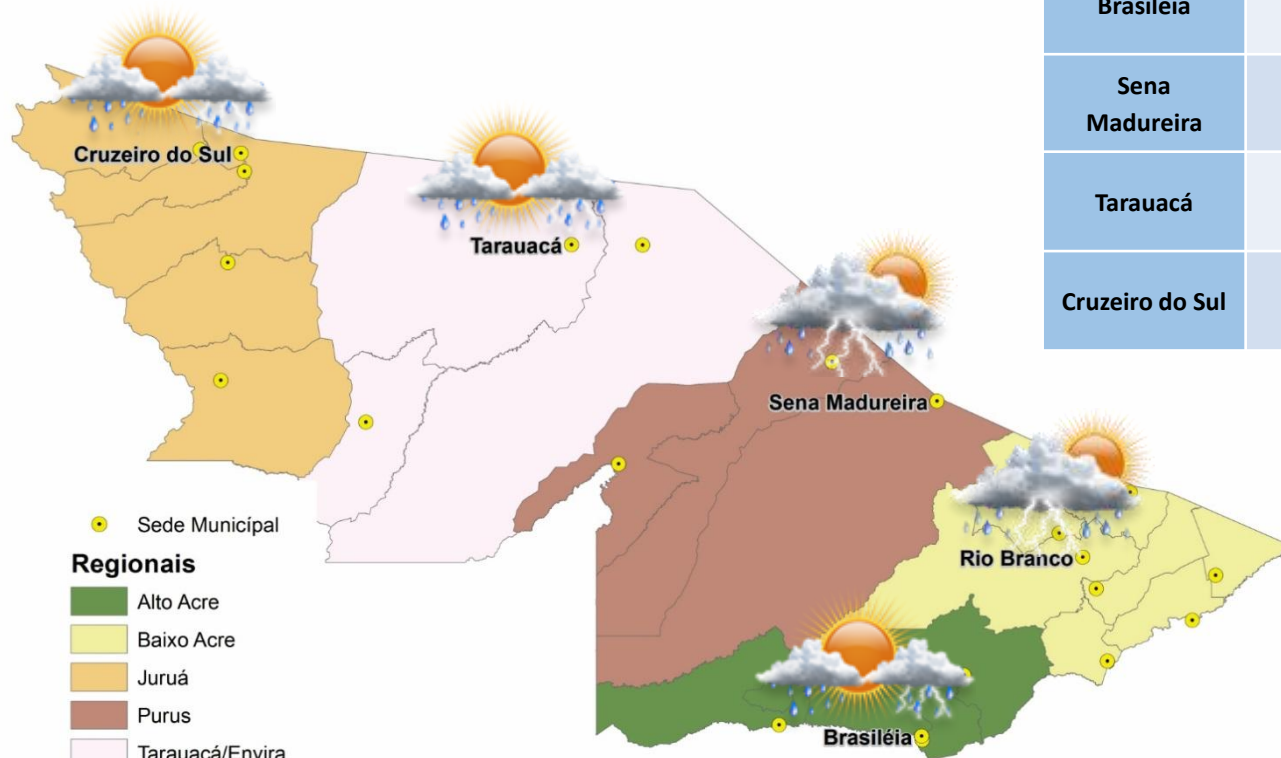 Brasiléia
Sena
Madureira
Tarauacá
Cruzeiro do Sul
Cruzeiro do Sul
Tarauacá
Sena Madureira
Rio Branco
Brasiléia
Sede Municípal
Regionais
Alto Acre
Baixo Acre
Juruá
Purus
Tarauacá/Envira